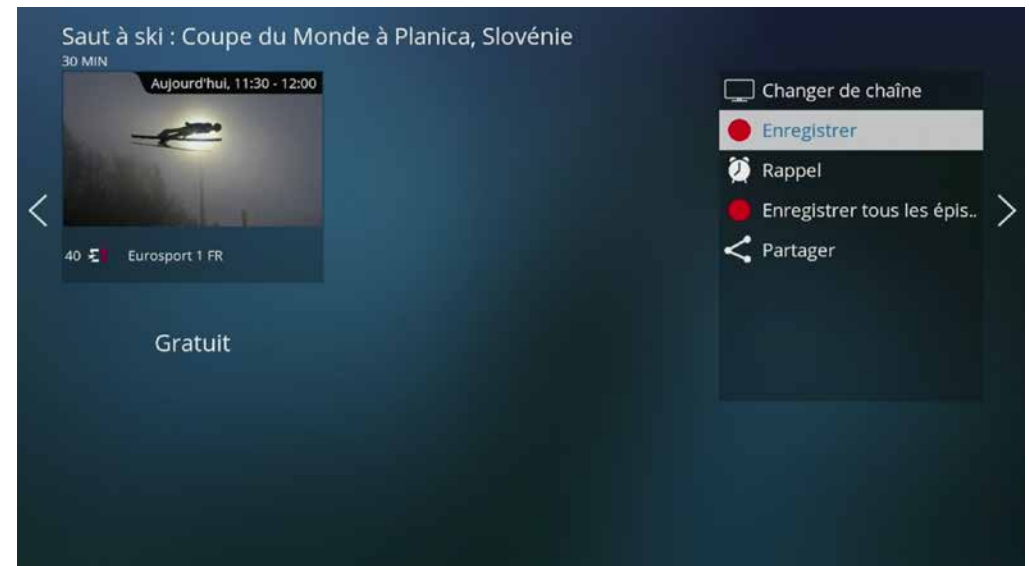 Saut à ski : Coupe du Monde à Planica, Slovénie
30 MIN
Aujourd'hui, 11:30 - 12:00
40 Eurosport 1 FR
Gratuit
Changer de chaîne
Enregistrer
Rappel
Enregistrer tous les épis..
Partager